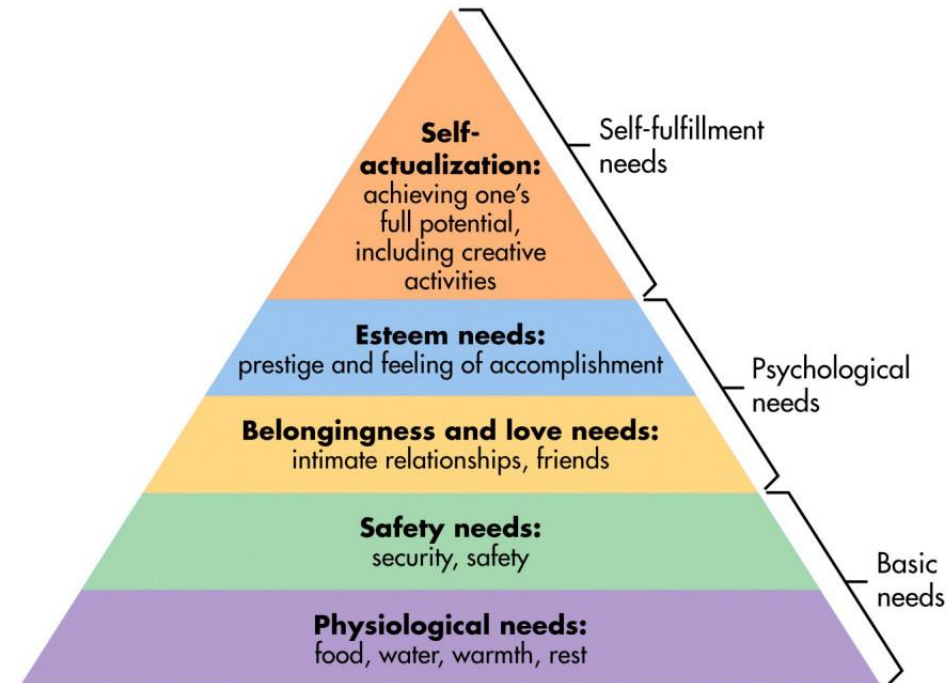 Self-
actualization:
achieving one's
full potential,
including creative
activities
Self-fulfillment
needs
Esteem needs:
prestige and feeling of accomplishment
Psychological
needs
Belongingness and love needs:
intimate relationships, friends
Safety needs:
security, safety
Basic
needs
Physiological needs:
food, water, warmth, rest